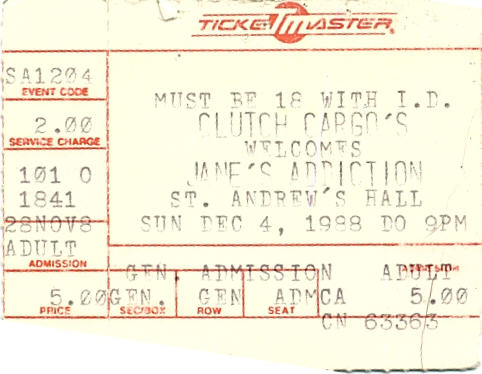 TICKETMASTER
SA1204
EVENT CODE
2.00
SERVICE CHARGE
101 0
1841
28NOV8
ADULT
ADMISSION
5.00
PRICE
MUST BE 18 WITH I.D.
CLUTCH CARGO'S
WELCOMES
JANE'S ADDICTION
ST. ANDREW'S HALL
SUN DEC 4, 1988 DO 9PM
GEN. ADMISSION ADULT
GEN. GEN ADM CA 5.00
SEC/BOX ROW SEAT
CN 63363